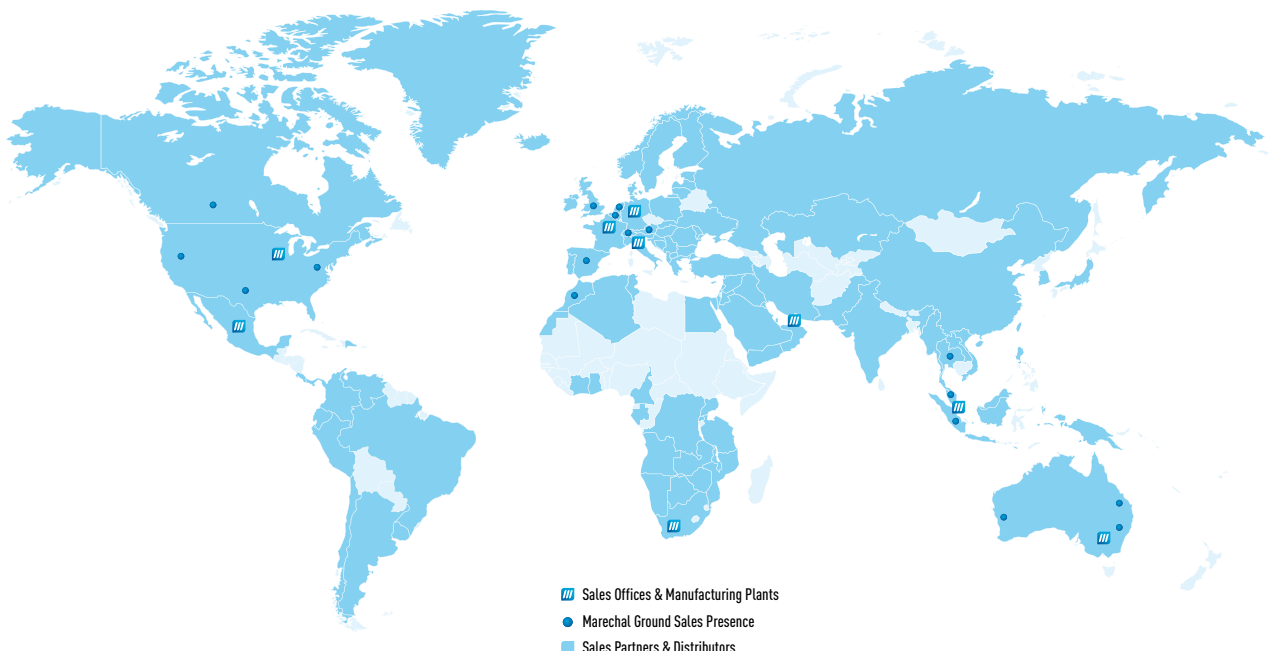 Sales Offices & Manufacturing Plants
Marechal Ground Sales Presence
Sales Partners & Distributors